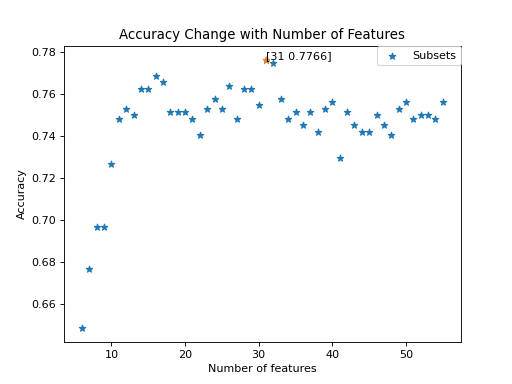 Accuracy Change with Number of Features
[31 0.7766]
Subsets
0.78
0.76
0.74
0.72
0.70
0.68
0.66
Accuracy
10 20 30 40 50
Number of features